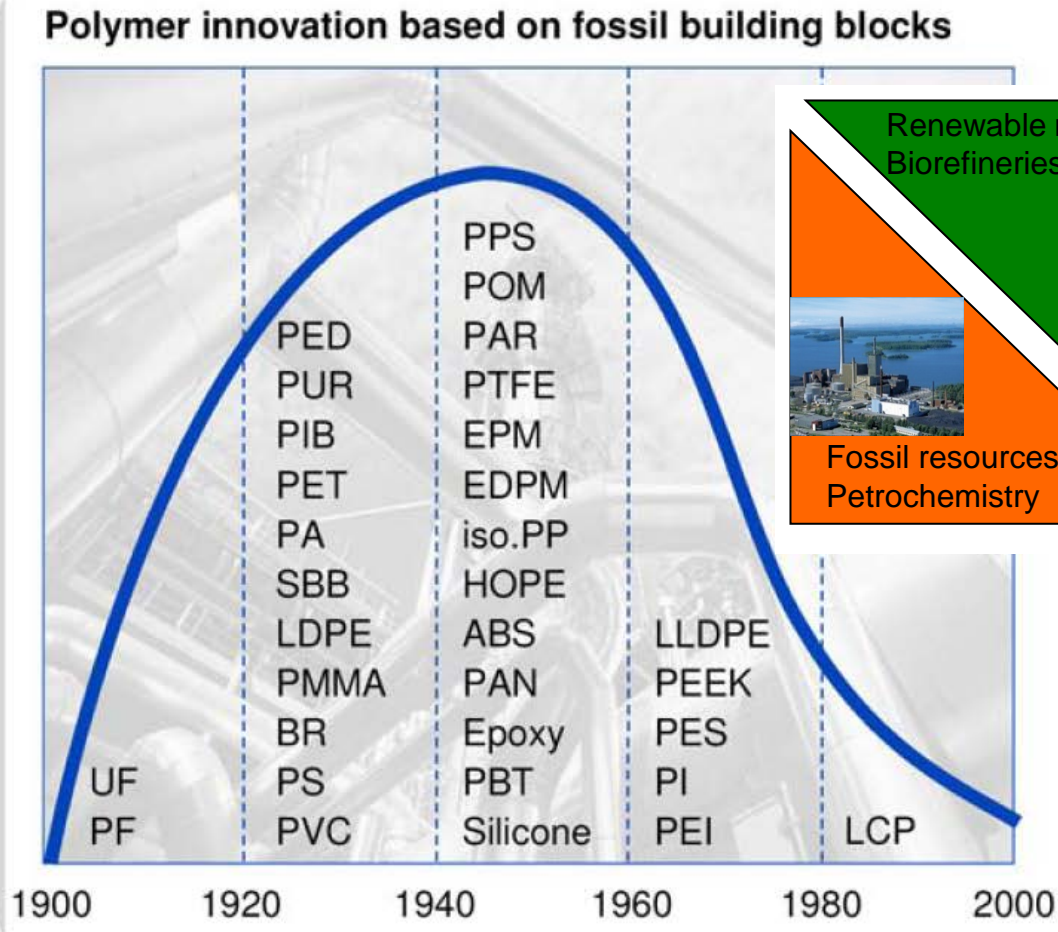 Polymer innovation based on fossil building blocks
Renewable
Biorefineries
Fossil resources
Petrochemistry
UF
PF
PED
PUR
PIB
PET
PA
SBB
LDPE
PMMA
BR
PS
PVC
PPS
POM
PAR
PTFE
EPM
EDPM
iso.PP
HOPE
ABS
PAN
Epoxy
PBT
Silicone
LLDPE
PEEK
PES
PI
PEI
LCP
1900 1920 1940 1960 1980 2000